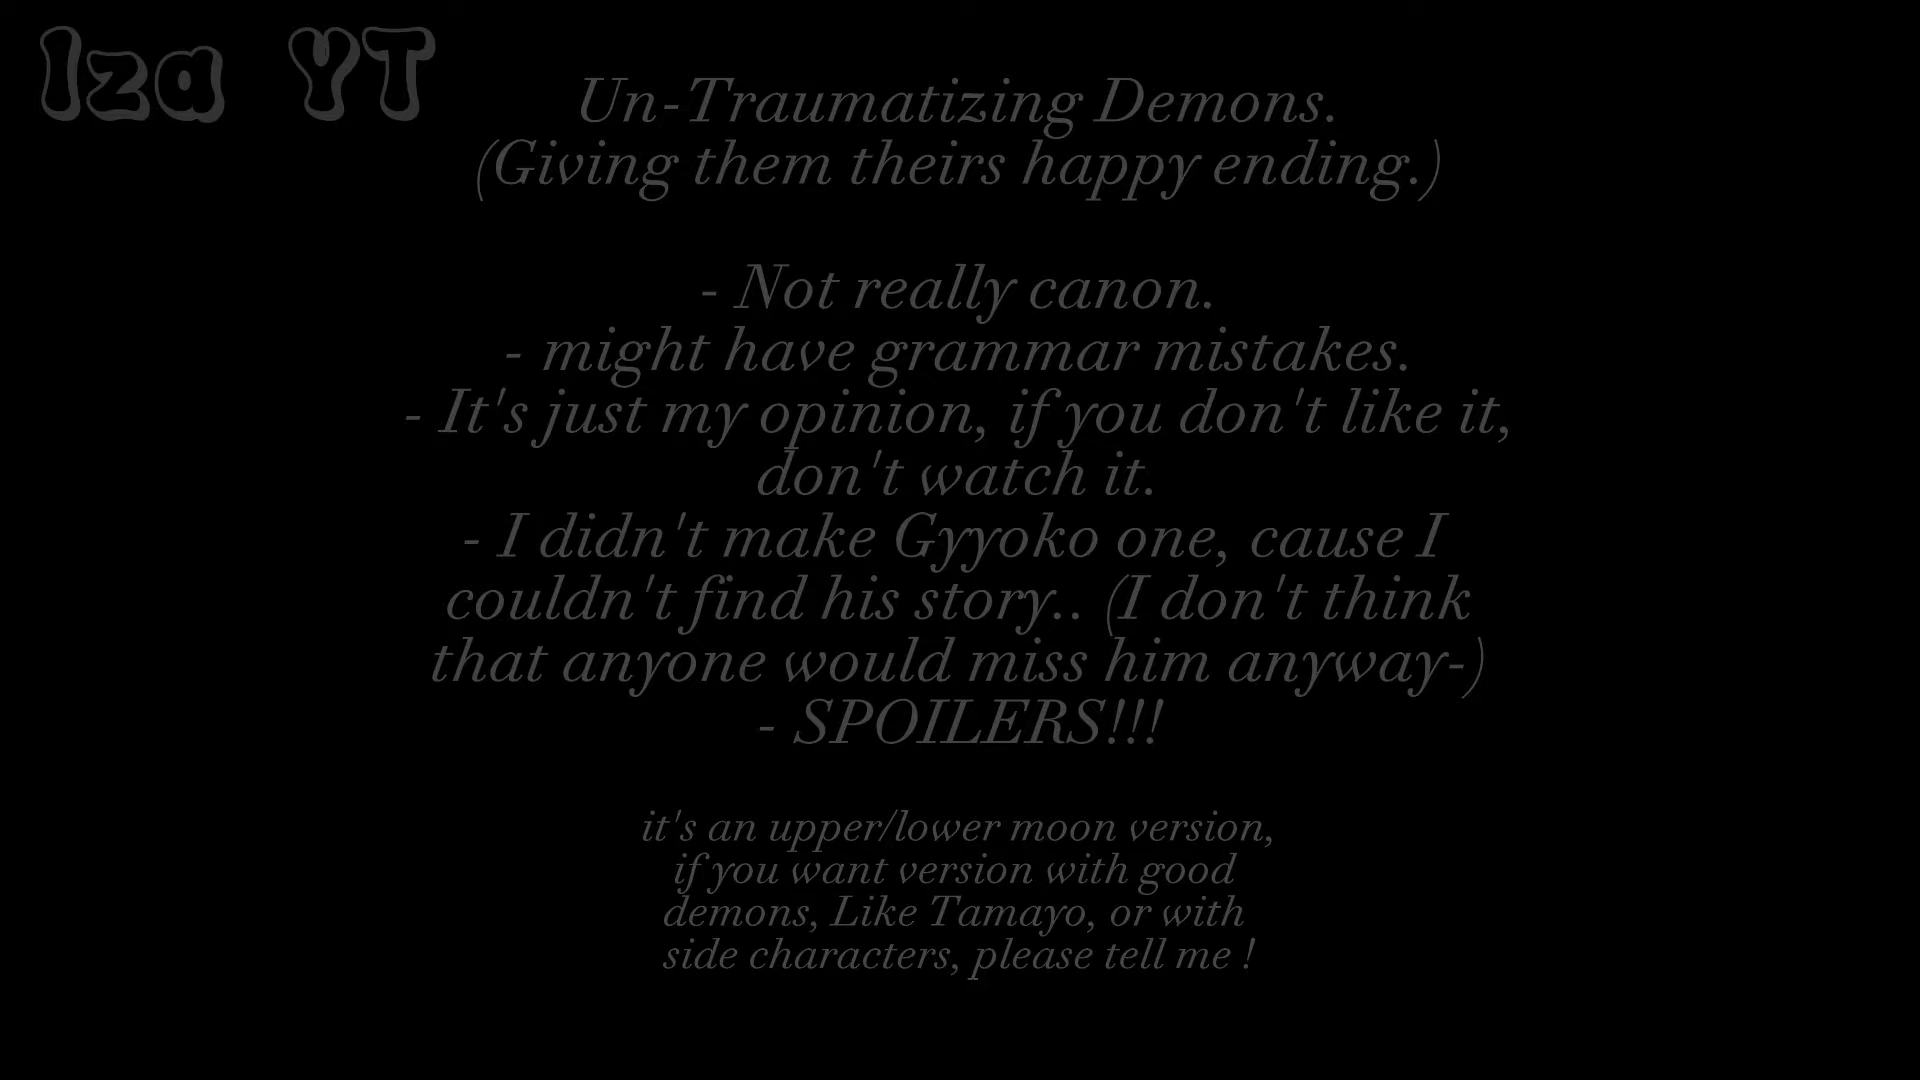 Iza YT
Un-Traumatizing Demons.
(Giving them theirs happy ending.)
- Not really canon.
- might have grammar mistakes.
- It's just my opinion, if you don't like it,
don't watch it.
- I didn't make Gyyoko one, cause I
couldn't find his story.. (I don't think
that anyone would miss him anyway-)
- SPOILERS!!!
it's an upper/lower moon version,
if you want version with good
demons, Like Tamayo, or with
side characters, please tell me !